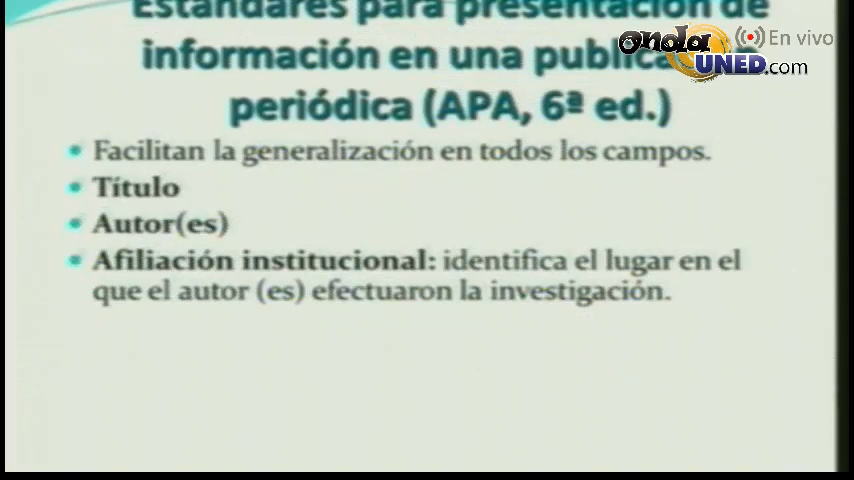 Estándares para presentación de
información en una public
periódica (APA, 6ª ed.)
onda
UNED.com
En vivo
• Facilitan la generalización en todos los campos.
• Título
• Autor(es)
• Afiliación institucional: identifica el lugar en el
que el autor (es) efectuaron la investigación.